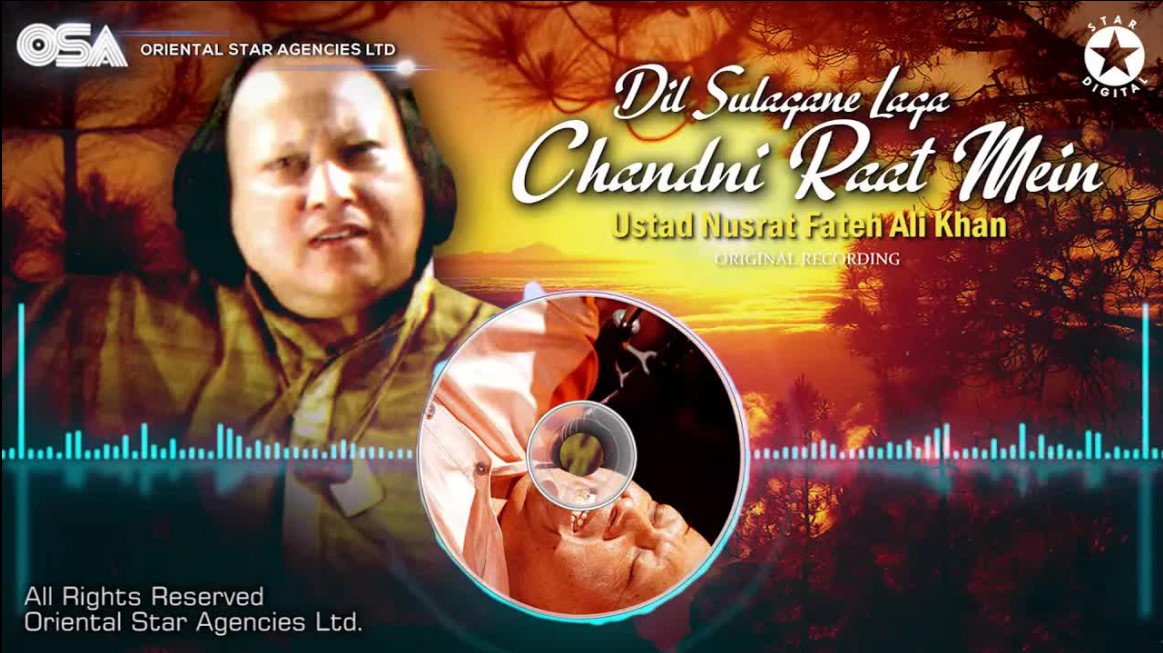 OSA ORIENTAL STAR AGENCIES LTD
STAR DIGITAL
Dil Sulagane Laga
Chandni Raat Mein
Ustad Nusrat Fateh Ali Khan
ORIGINAL RECORDING
All Rights Reserved
Oriental Star Agencies Ltd.